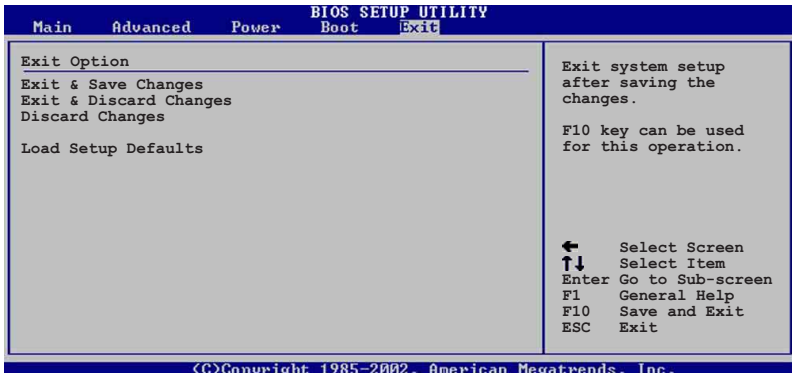 BIOS SETUP UTILITY
Main Advanced Power Boot Exit
Exit Option
Exit & Save Changes
Exit & Discard Changes
Discard Changes
Load Setup Defaults
Exit system setup
after saving the
changes.
F10 key can be used
for this operation.
← Select Screen
↑↓ Select Item
Enter Go to Sub-screen
F1 General Help
F10 Save and Exit
ESC Exit
(C)Copyright 1985-2002, American Megatrends, Inc.